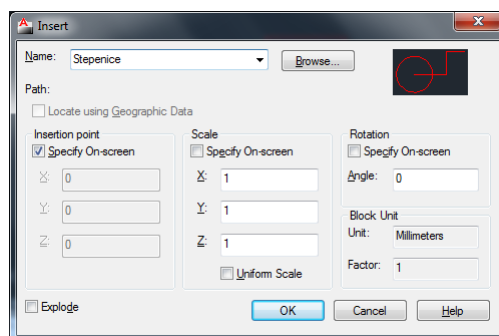 Insert
Name: Stepenice Browse...
Path:
Locate using Geographic Data
Insertion point Scale Rotation
Specify On-screen Specify On-screen Specify On-screen
X: 0 X: 1 Angle: 0
Y: 0 Y: 1 Block Unit
Z: 0 Z: 1 Unit: Millimeters
Uniform Scale Factor: 1
Explode OK Cancel Help